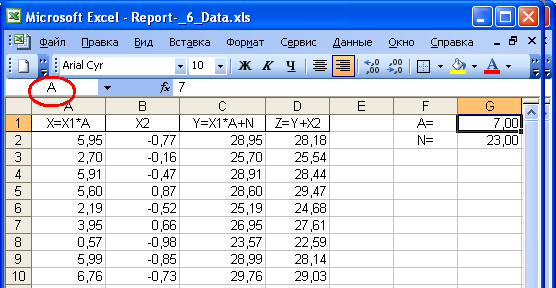 Microsoft Excel - Report-_6_Data.xls
Файл Правка Вид Вставка Формат Сервис Данные Окно Справка
Arial Cyr 10 Ж ,00
A fx 7
A B C D E F G
1 X=X1*A X2 Y=X1*A+N Z=Y+X2 A= 7,00
2 5,95 -0,77 28,95 28,18 N= 23,00
3 2,70 -0,16 25,70 25,54
4 5,91 -0,47 28,91 28,44
5 5,60 0,87 28,60 29,47
6 2,19 -0,52 25,19 24,68
7 3,95 0,66 26,95 27,61
8 0,57 -0,98 23,57 22,59
9 5,99 -0,85 28,99 28,14
10 6,76 -0,73 29,76 29,03